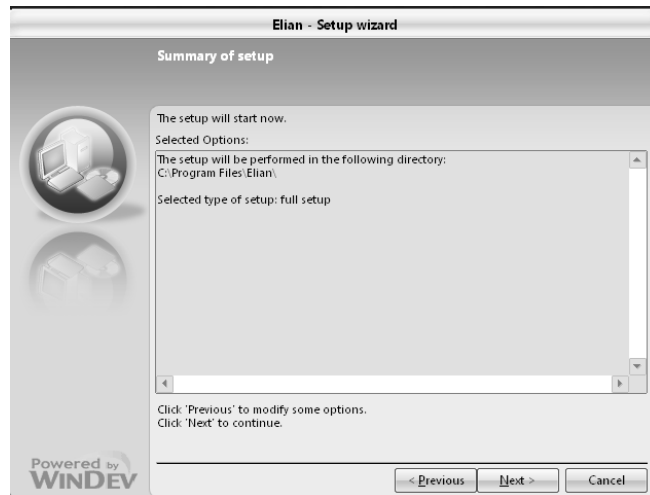 Elian - Setup wizard
Summary of setup
The setup will start now.
Selected Options:
The setup will be performed in the following directory:
C:\Program Files\Elian\
Selected type of setup: full setup
Click 'Previous' to modify some options.
Click 'Next' to continue.
Powered by
WINDEV
< Previous
Next >
Cancel